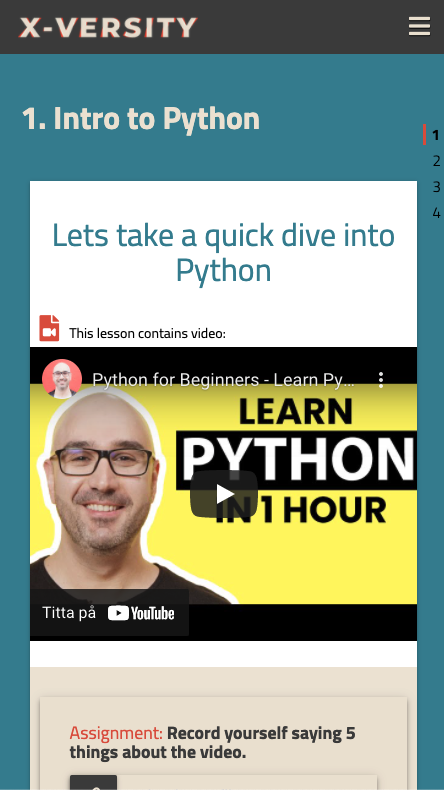 X-VERSITY
1. Intro to Python
1
2
3
4
Lets take a quick dive into
Python
This lesson contains video:
Python for Beginners - Learn Py...
LEARN
PYTHON
IN 1 HOUR
Titta på YouTube
Assignment: Record yourself saying 5
things about the video.